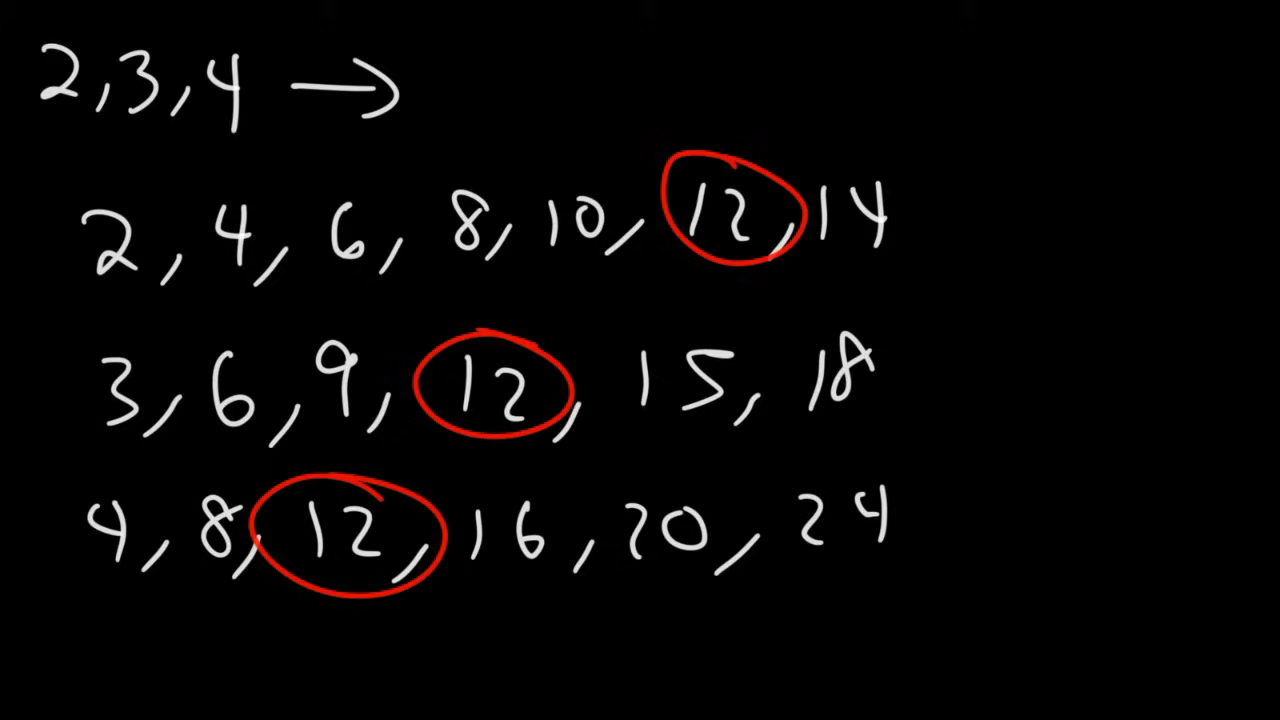 2, 3, 4 →
2, 4, 6, 8, 10, 12, 14
3, 6, 9, 12, 15, 18
4, 8, 12, 16, 20, 24